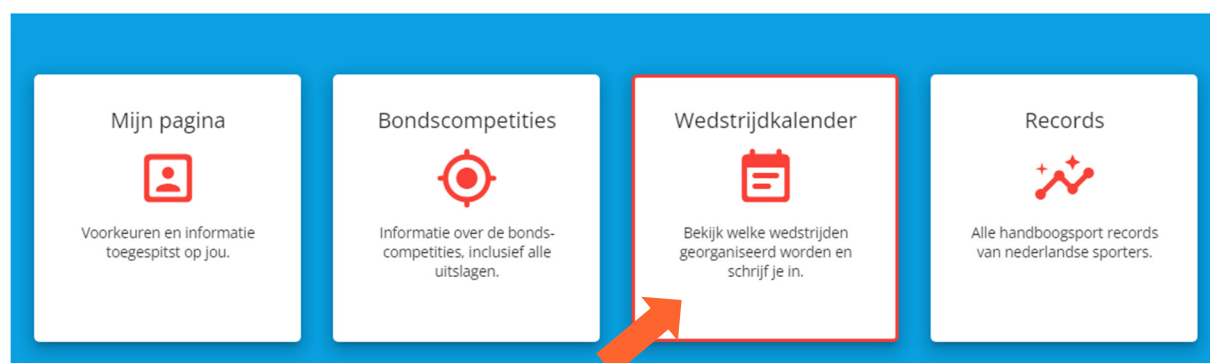 Mijn pagina
Voorkeuren en informatie
toegespitst op jou.
Bondscompetities
Informatie over de bonds-
competities, inclusief alle
uitslagen.
Wedstrijdkalender
Bekijk welke wedstrijden
georganiseerd worden en
schrijf je in.
Records
Alle handboogsport records
van nederlandse sporters.